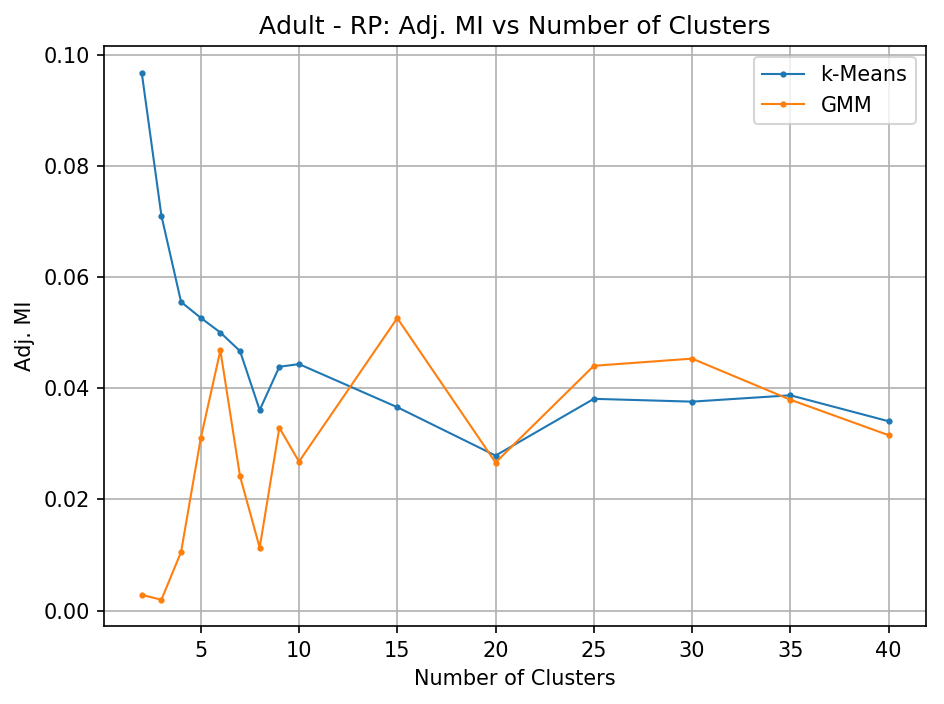 Adult - RP: Adj. MI vs Number of Clusters
k-Means
GMM
Adj. MI
0.10
0.08
0.06
0.04
0.02
0.00
5 10 15 20 25 30 35 40
Number of Clusters